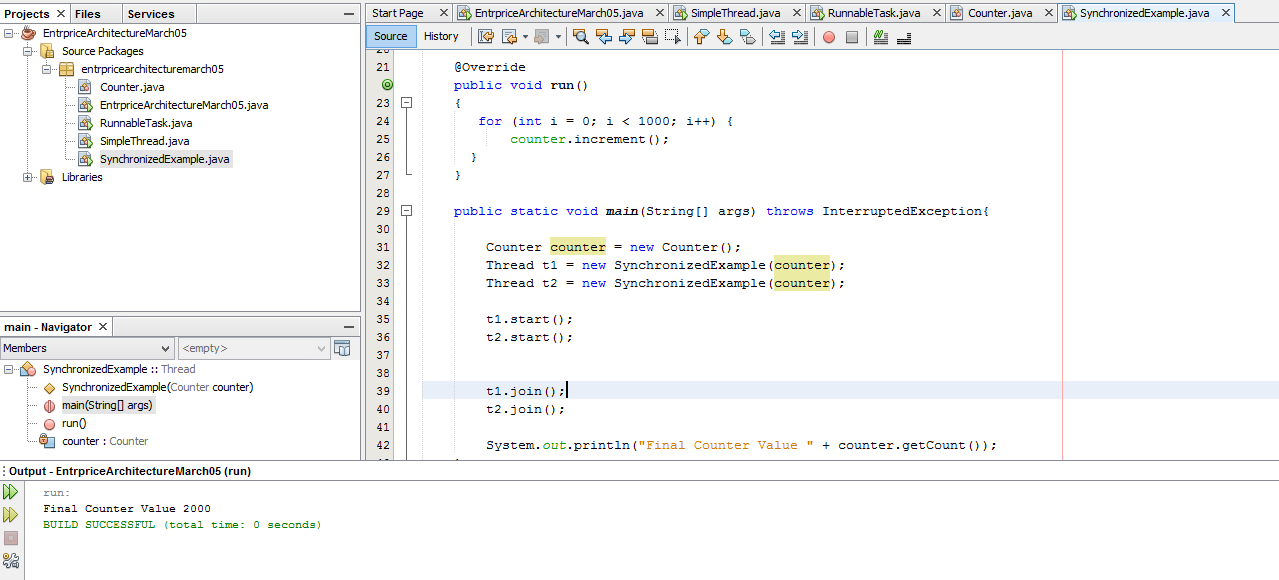 Projects Files Services
EntrpriceArchitectureMarch05
Source Packages
entrpricearchitecturemarch05
Counter.java
EntrpriceArchitectureMarch05.java
RunnableTask.java
SimpleThread.java
SynchronizedExample.java
Libraries
main - Navigator
Members <empty>
SynchronizedExample :: Thread
SynchronizedExample(Counter counter)
main(String[] args)
run()
counter : Counter
Start Page EntrpriceArchitectureMarch05.java SimpleThread.java RunnableTask.java Counter.java SynchronizedExample.java
Source History
21 @Override
public void run()
23 {
24 for (int i = 0; i < 1000; i++) {
25 counter.increment();
26 }
27 }
28
29 public static void main(String[] args) throws InterruptedException{
30
31 Counter counter = new Counter();
32 Thread t1 = new SynchronizedExample(counter);
33 Thread t2 = new SynchronizedExample(counter);
34
35 t1.start();
36 t2.start();
37
38
39 t1.join();
40 t2.join();
41
42 System.out.println("Final Counter Value " + counter.getCount());
Output - EntrpriceArchitectureMarch05 (run)
run:
Final Counter Value 2000
BUILD SUCCESSFUL (total time: 0 seconds)